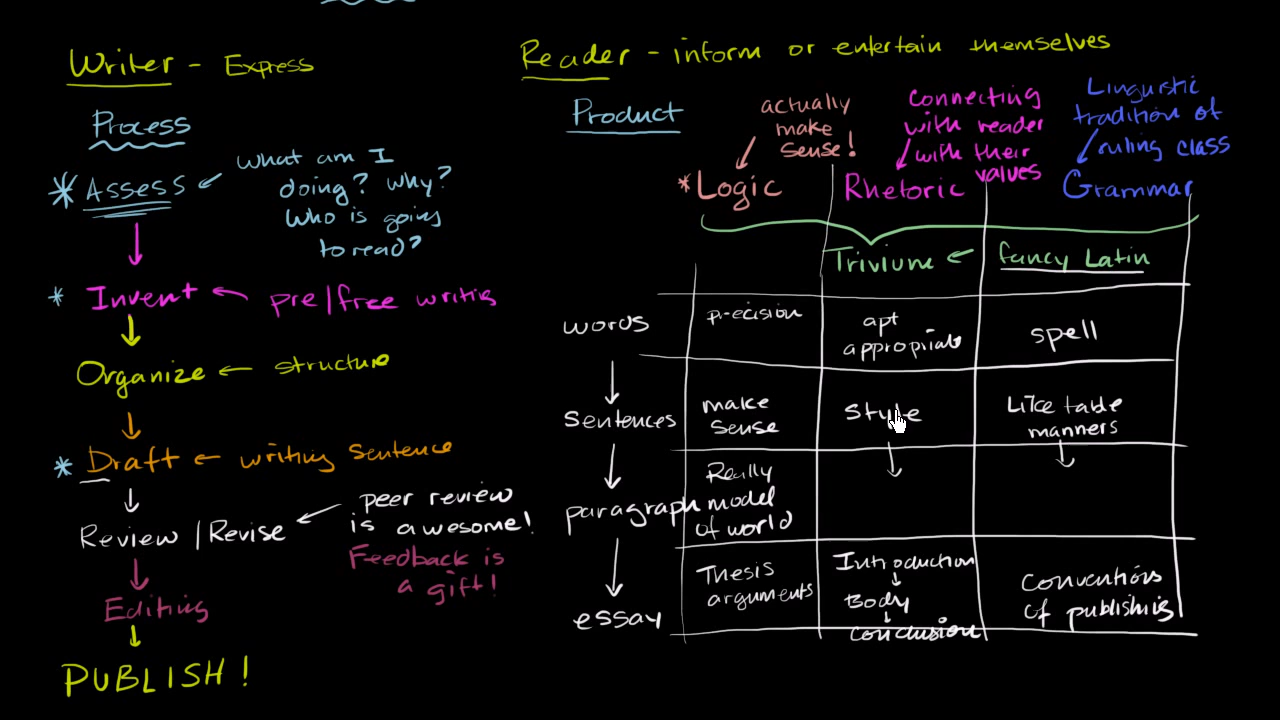 Writer - Express
Process
Assess
What am I
doing? Why?
Who is going
to read?
Invent
pre/free writing
Organize
structure
Draft
writing sentence
Review / Revise
peer review
is awesome!
Feedback is
a gift!
Editing
PUBLISH!
Reader - inform or entertain themselves
Product
actually
make
sense!
connecting
with reader
with their
values
Linguistic
tradition of
ruling class
*Logic
Rhetoric
Grammar
Trivium
fancy Latin
words
precision
apt
appropriate
spell
Sentences
make
sense
Style
Like table
manners
paragraph
Really
model
of world
essay
Thesis
arguments
Introduction
Body
Conclusion
Conventions
of publishing